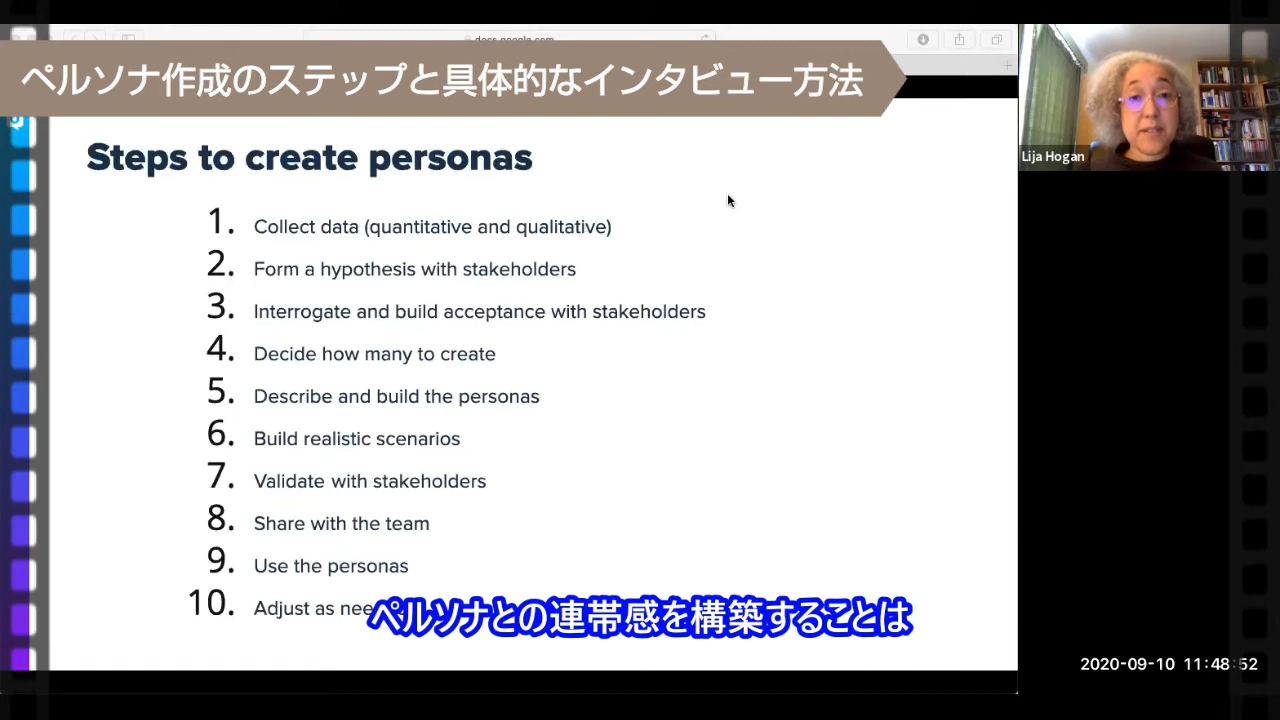 ペルソナ作成のステップと具体的なインタビュー方法
Lija Hogan
Steps to create personas
1. Collect data (quantitative and qualitative)
2. Form a hypothesis with stakeholders
3. Interrogate and build acceptance with stakeholders
4. Decide how many to create
5. Describe and build the personas
6. Build realistic scenarios
7. Validate with stakeholders
8. Share with the team
9. Use the personas
10. Adjust as
ペルソナとの連帯感を構築することは
2020-09-10 11:48:52